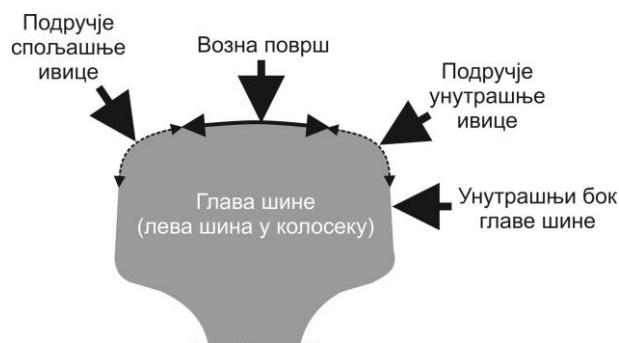 Подручје
спољашње
ивице
Возна површ
Подручје
унутрашње
ивице
Глава шине
(лева шина у колосеку)
Унутрашњи бок
главе шине